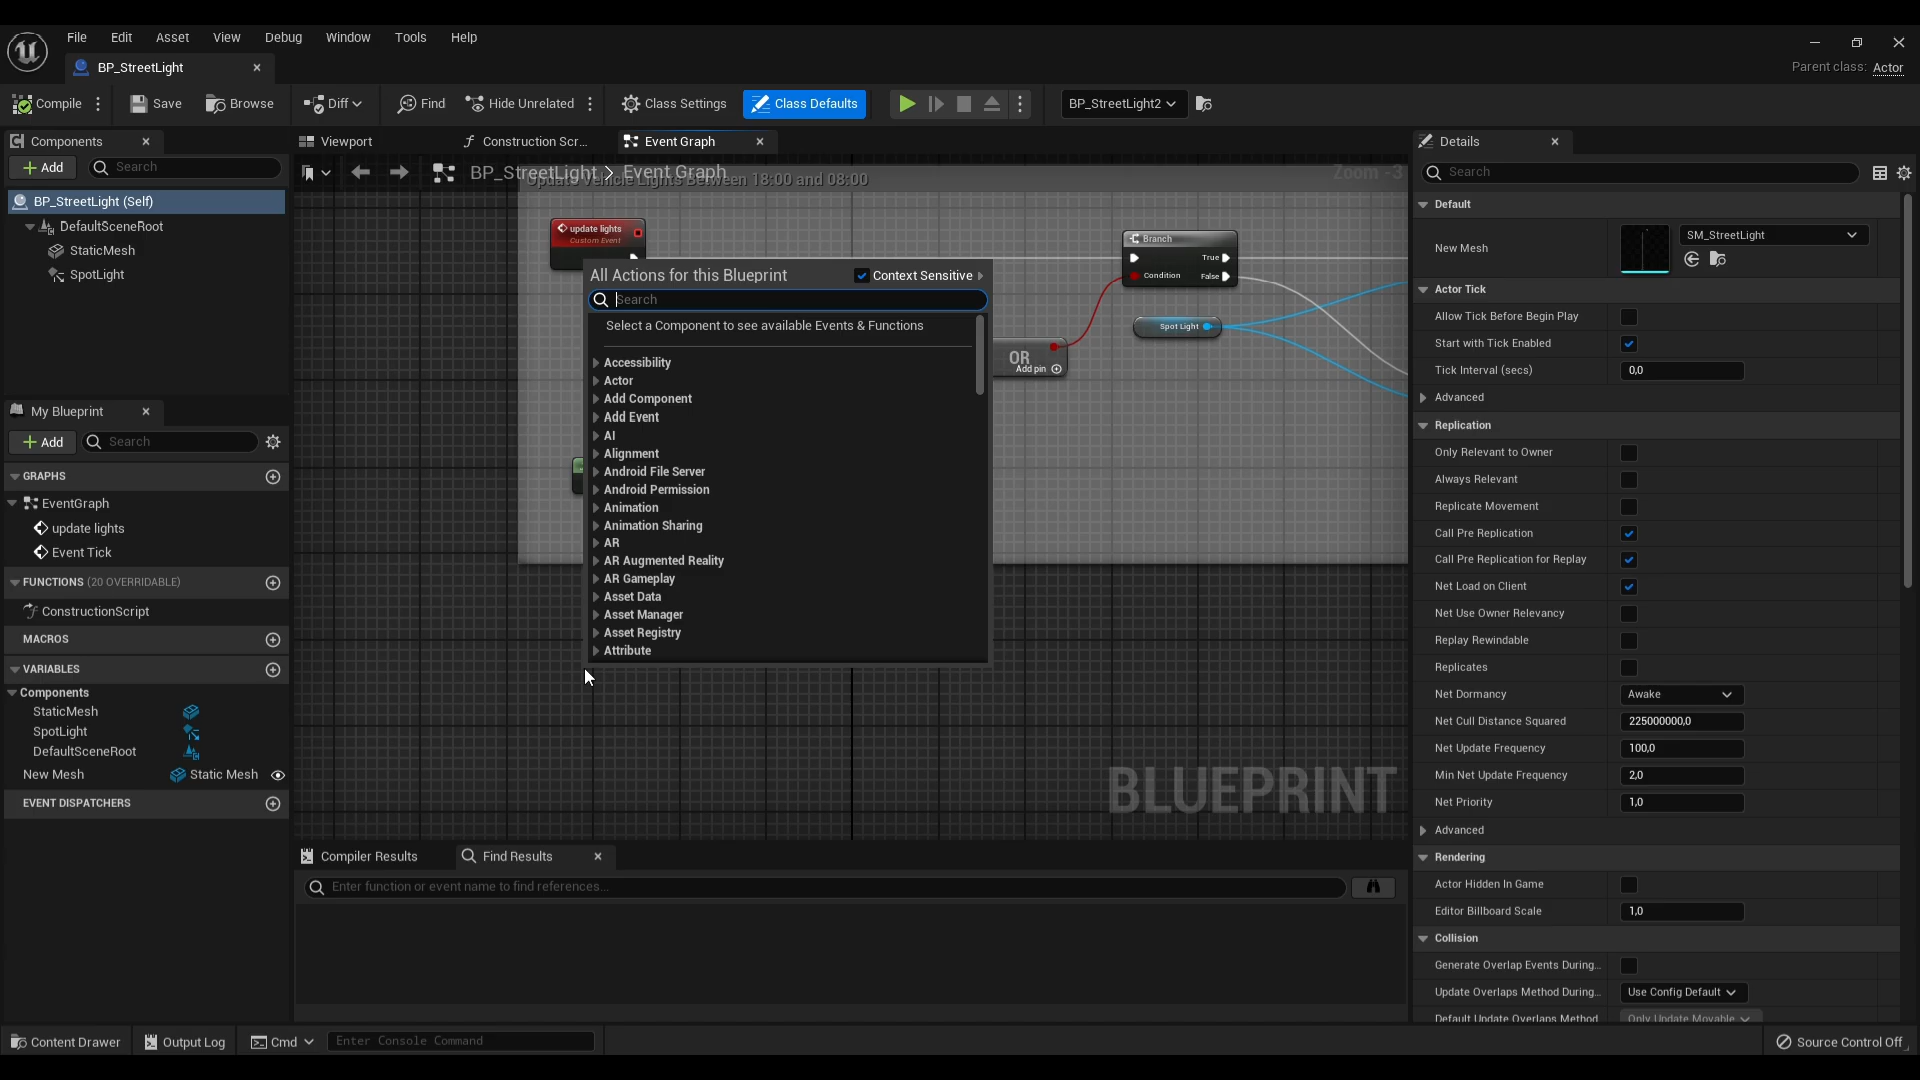 File Edit Asset View Debug Window Tools Help
BP_StreetLight
Parent class: Actor
Compile Save Browse Diff Find Hide Unrelated Class Settings Class Defaults BP_StreetLight2
Components
Add Search
BP_StreetLight (Self)
DefaultSceneRoot
StaticMesh
SpotLight
My Blueprint
Add Search
GRAPHS
EventGraph
update lights
Event Tick
FUNCTIONS (20 OVERRIDABLE)
ConstructionScript
MACROS
VARIABLES
Components
StaticMesh
SpotLight
DefaultSceneRoot
New Mesh Static Mesh
EVENT DISPATCHERS
Viewport Construction Scr... Event Graph
BP_StreetLight > Event Graph
Zoom -3
Update Vehicle Lights Between 18:00 and 08:00
update lights
Custom Event
Branch
True
Condition False
Spot Light
OR
Add pin
All Actions for this Blueprint Context Sensitive
Search
Select a Component to see available Events & Functions
Accessibility
Actor
Add Component
Add Event
AI
Alignment
Android File Server
Android Permission
Animation
Animation Sharing
AR
AR Augmented Reality
AR Gameplay
Asset Data
Asset Manager
Asset Registry
Attribute
BLUEPRINT
Compiler Results Find Results
Enter function or event name to find references...
Details
Search
Default
New Mesh SM_StreetLight
Actor Tick
Allow Tick Before Begin Play
Start with Tick Enabled
Tick Interval (secs) 0,0
Advanced
Replication
Only Relevant to Owner
Always Relevant
Replicate Movement
Call Pre Replication
Call Pre Replication for Replay
Net Load on Client
Net Use Owner Relevancy
Replay Rewindable
Replicates
Net Dormancy Awake
Net Cull Distance Squared 225000000,0
Net Update Frequency 100,0
Min Net Update Frequency 2,0
Net Priority 1,0
Advanced
Rendering
Actor Hidden In Game
Editor Billboard Scale 1,0
Collision
Generate Overlap Events During...
Update Overlaps Method During... Use Config Default
Default Update Overlaps Method Only Update Movable
Content Drawer Output Log Cmd Enter Console Command Source Control Off